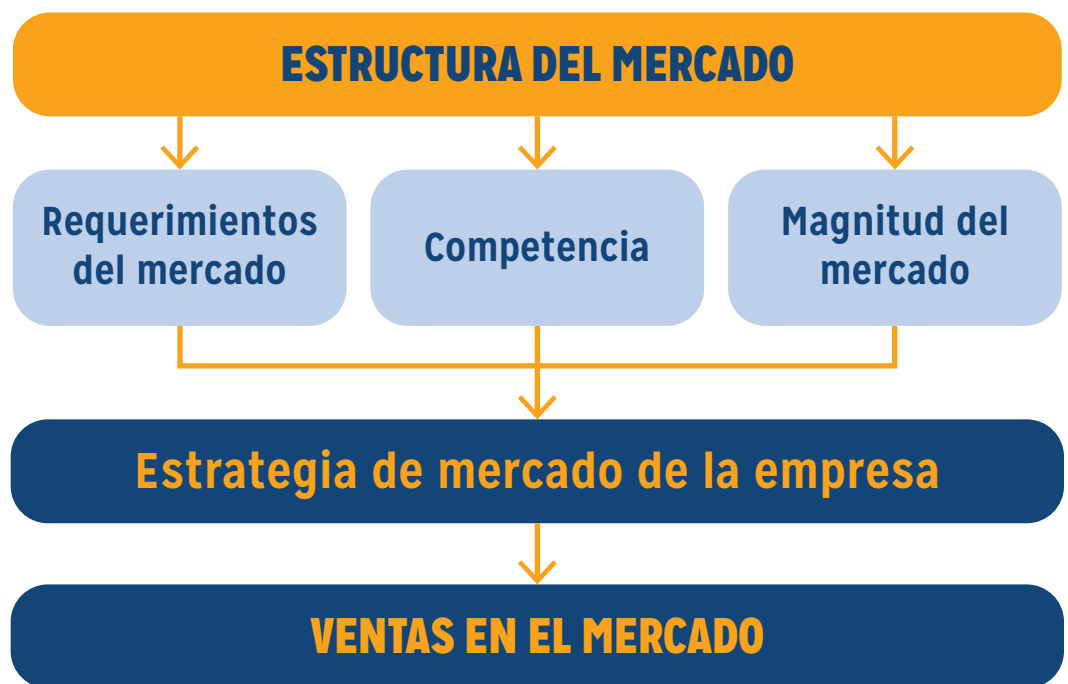 ESTRUCTURA DEL MERCADO
Requerimientos
del mercado
Competencia
Magnitud del
mercado
Estrategia de mercado de la empresa
VENTAS EN EL MERCADO